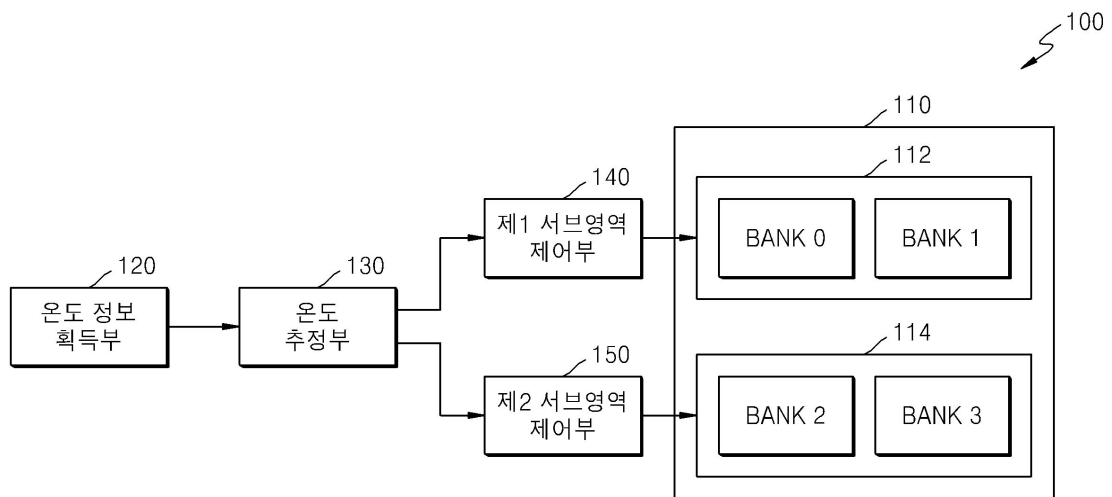 100
110
112
140
제1 서브영역
제어부
BANK 0
BANK 1
120
130
온도 정보
획득부
온도
추정부
114
150
제2 서브영역
제어부
BANK 2
BANK 3